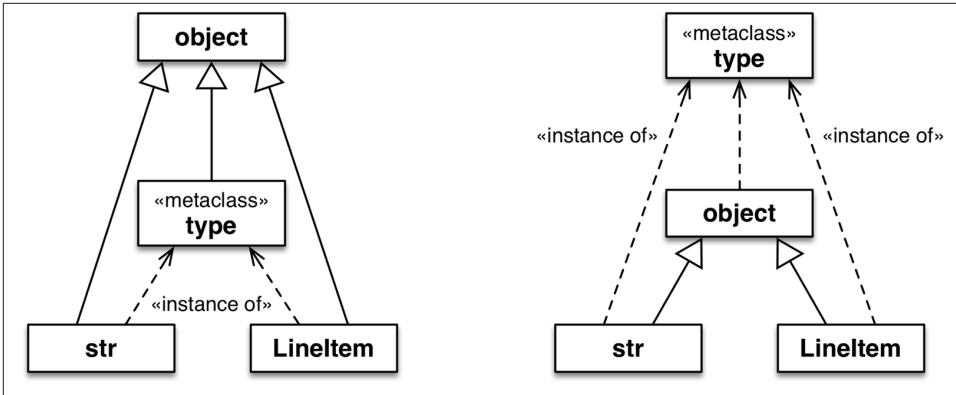 object
«metaclass»
type
«instance of»
str
LineItem
«metaclass»
type
«instance of»
«instance of»
object
str
LineItem